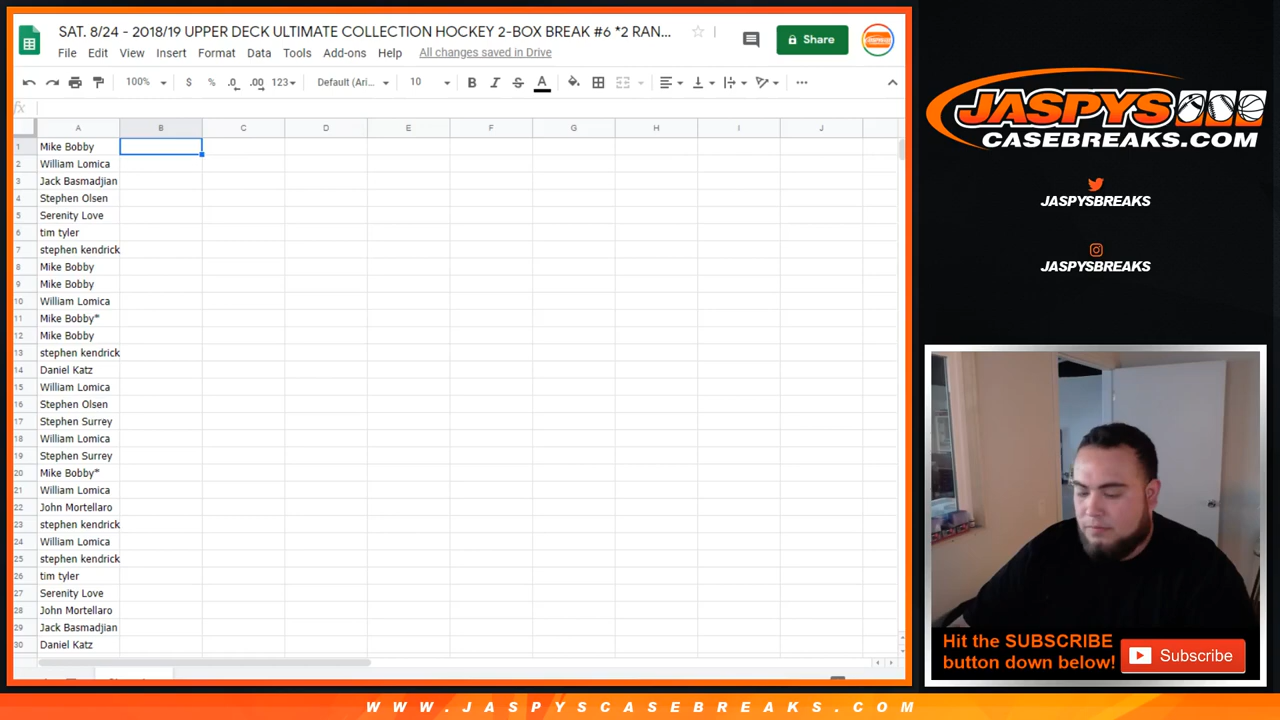 SAT. 8/24 - 2018/19 UPPER DECK ULTIMATE COLLECTION HOCKEY 2-BOX BREAK #6 *2 RAN...
Share
File Edit View Insert Format Data Tools Add-ons Help All changes saved in Drive
100% $ % .0 .00 123 Default (Ari... 10 B I S A
fx
A B C D E F G H I J
1 Mike Bobby
2 William Lomica
3 Jack Basmadjian
4 Stephen Olsen
5 Serenity Love
6 tim tyler
7 stephen kendrick
8 Mike Bobby
9 Mike Bobby
10 William Lomica
11 Mike Bobby*
12 Mike Bobby
13 stephen kendrick
14 Daniel Katz
15 William Lomica
16 Stephen Olsen
17 Stephen Surrey
18 William Lomica
19 Stephen Surrey
20 Mike Bobby*
21 William Lomica
22 John Mortellaro
23 stephen kendrick
24 William Lomica
25 stephen kendrick
26 tim tyler
27 Serenity Love
28 John Mortellaro
29 Jack Basmadjian
30 Daniel Katz
JASPYS
CASEBREAKS.COM
JASPYSBREAKS
JASPYSBREAKS
Hit the SUBSCRIBE
button down below!
Subscribe
WWW.JASPYSCASEBREAKS.COM